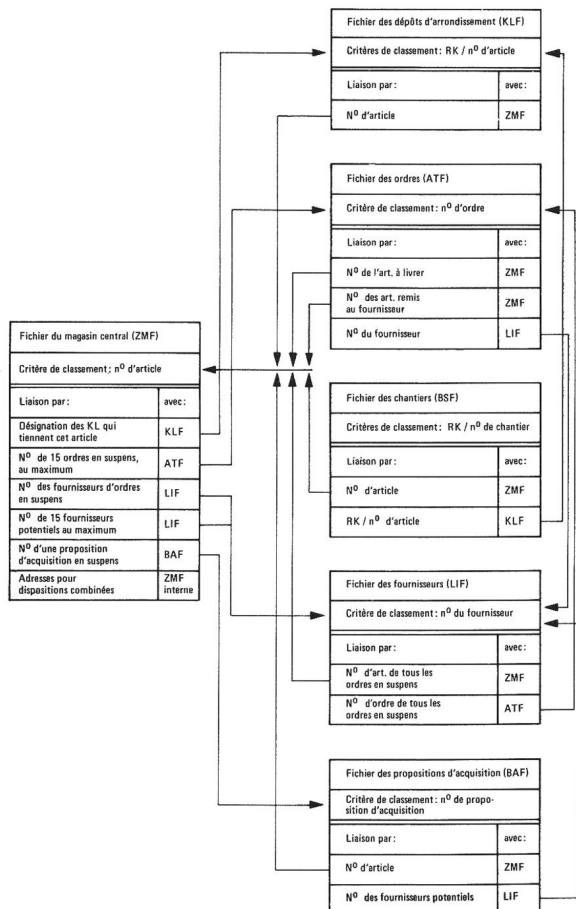 Fichier des dépôts d'arrondissement (KLF)
Critères de classement: RK / nº d'article
Liaison par: avec:
Nº d'article ZMF
Fichier des ordres (ATF)
Critère de classement: nº d'ordre
Liaison par: avec:
Nº de l'art. à livrer ZMF
Nº des art. remis
au fournisseur ZMF
Nº du fournisseur LIF
Fichier du magasin central (ZMF)
Critère de classement; nº d'article
Liaison par: avec:
Désignation des KL qui
tiennent cet article KLF
Nº de 15 ordres en suspens,
au maximum ATF
Nº des fournisseurs d'ordres
en suspens LIF
Nº de 15 fournisseurs
potentiels au maximum LIF
Nº d'une proposition
d'acquisition en suspens BAF
Adresses pour ZMF
dispositions combinées interne
Fichier des chantiers (BSF)
Critères de classement: RK / nº de chantier
Liaison par: avec:
Nº d'article ZMF
RK / nº d'article KLF
Fichier des fournisseurs (LIF)
Critère de classement: nº du fournisseur
Liaison par: avec:
Nº d'art. de tous les
ordres en suspens ZMF
Nº d'ordre de tous les
ordres en suspens ATF
Fichier des propositions d'acquisition (BAF)
Critère de classement: nº de propo-
sition d'acquisition
Liaison par: avec:
Nº d'article ZMF
Nº des fournisseurs potentiels LIF